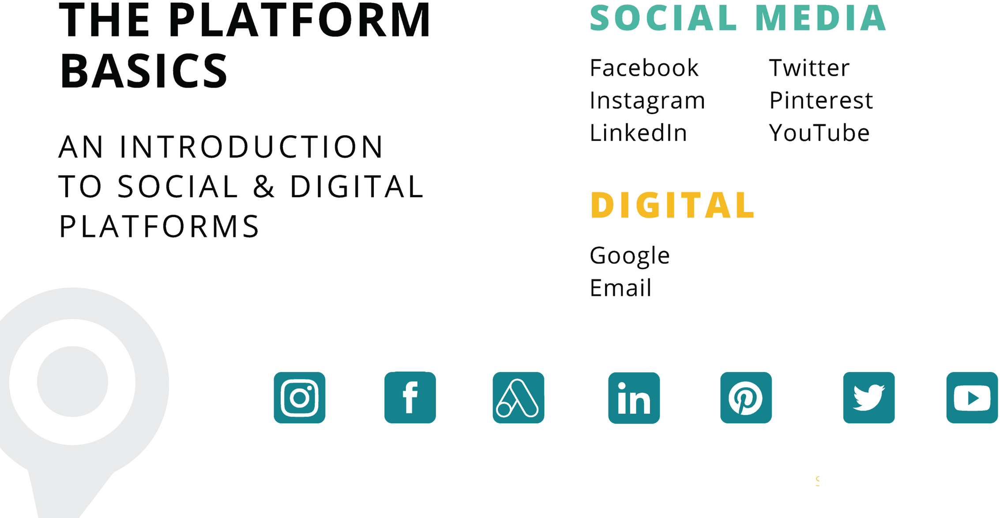 THE PLATFORM
BASICS
AN INTRODUCTION
TO SOCIAL & DIGITAL
PLATFORMS
SOCIAL MEDIA
Facebook
Instagram
LinkedIn
Twitter
Pinterest
YouTube
DIGITAL
Google
Email